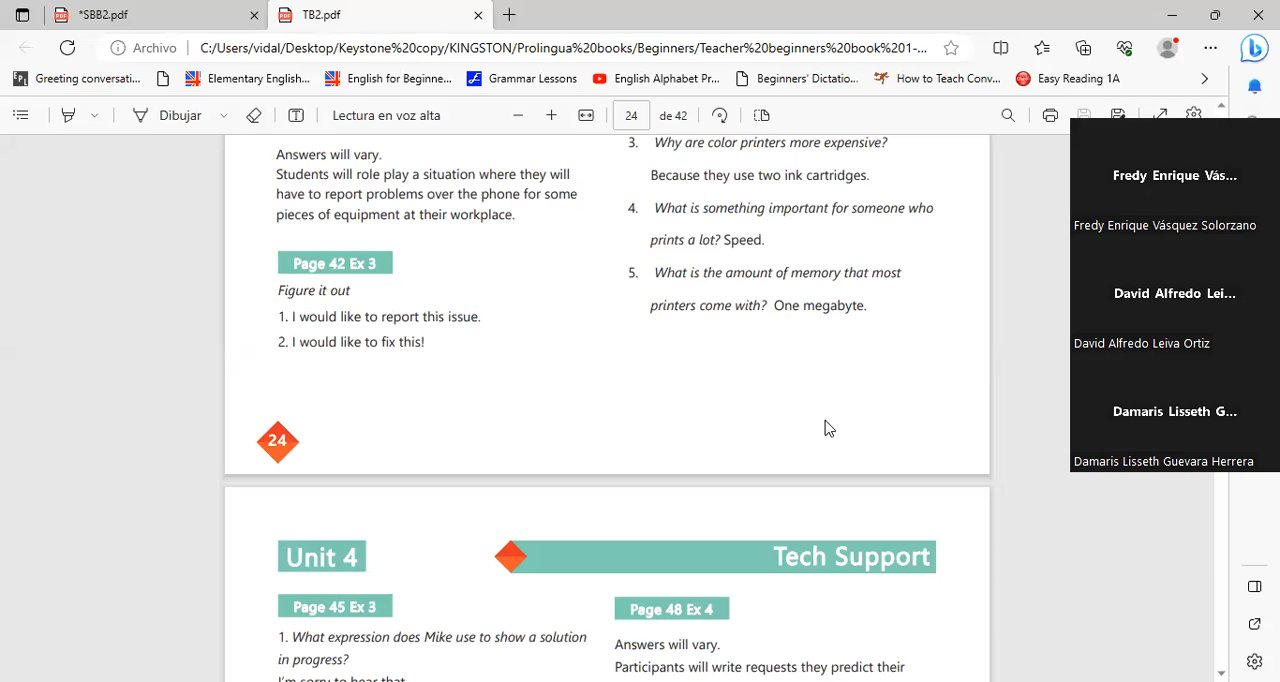 *SBB2.pdf
TB2.pdf
Archivo
C:/Users/vidal/Desktop/Keystone%20copy/KINGSTON/Prolingua%20books/Beginners/Teacher%20beginners%20book%201-...
Greeting conversati...
Elementary English...
English for Beginne...
Grammar Lessons
English Alphabet Pr...
Beginners' Dictatio...
How to Teach Conv...
Easy Reading 1A
Dibujar
Lectura en voz alta
24
de 42
Answers will vary.
Students will role play a situation where they will
have to report problems over the phone for some
pieces of equipment at their workplace.
Page 42 Ex 3
Figure it out
1. I would like to report this issue.
2. I would like to fix this!
24
3. Why are color printers more expensive?
Because they use two ink cartridges.
4. What is something important for someone who
prints a lot? Speed.
5. What is the amount of memory that most
printers come with? One megabyte.
Unit 4
Tech Support
Page 45 Ex 3
1. What expression does Mike use to show a solution
in progress?
I'm sorry to hear that
Page 48 Ex 4
Answers will vary.
Participants will write requests they predict their
Fredy Enrique Vás...
Fredy Enrique Vásquez Solorzano
David Alfredo Lei...
David Alfredo Leiva Ortiz
Damaris Lisseth G...
Damaris Lisseth Guevara Herrera